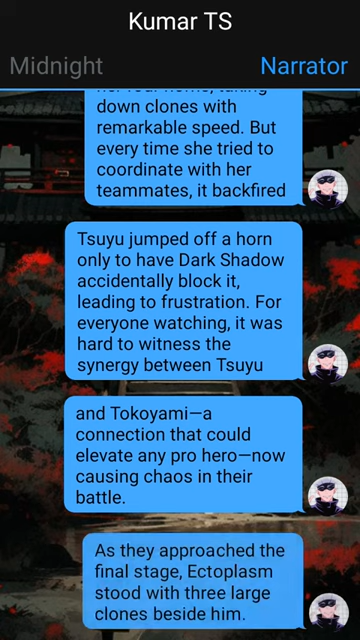 Kumar TS
Midnight
Narrator
her four horns, taking
down clones with
remarkable speed. But
every time she tried to
coordinate with her
teammates, it backfired
Tsuyu jumped off a horn
only to have Dark Shadow
accidentally block it,
leading to frustration. For
everyone watching, it was
hard to witness the
synergy between Tsuyu
and Tokoyami—a
connection that could
elevate any pro hero—now
causing chaos in their
battle.
As they approached the
final stage, Ectoplasm
stood with three large
clones beside him.